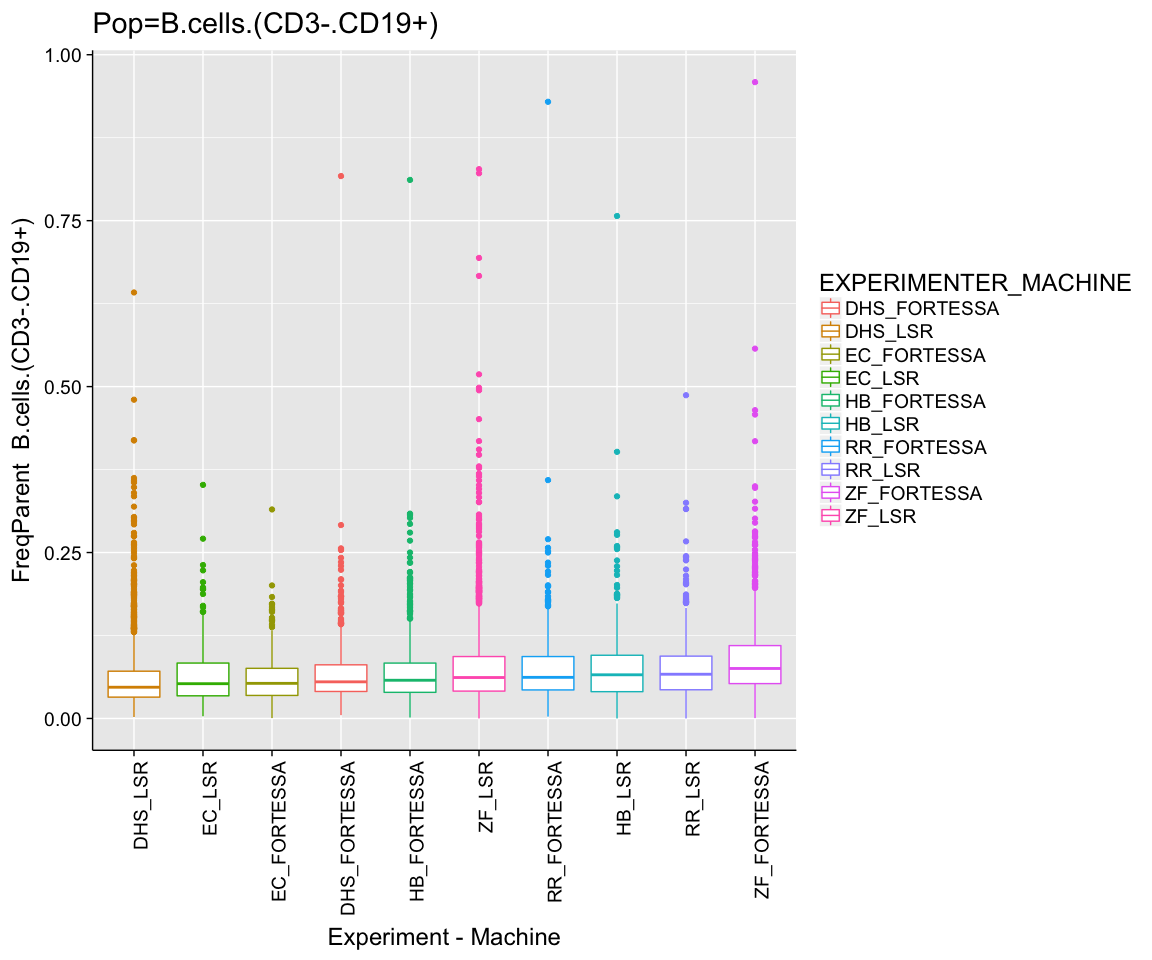 Pop=B.cells.(CD3-.CD19+)
FreqParent  B.cells.(CD3-.CD19+)
1.00
0.75
0.50
0.25
0.00
DHS_LSR
EC_LSR
EC_FORTESSA
DHS_FORTESSA
HB_FORTESSA
ZF_LSR
RR_FORTESSA
HB_LSR
RR_LSR
ZF_FORTESSA
Experiment - Machine
EXPERIMENTER_MACHINE
DHS_FORTESSA
DHS_LSR
EC_FORTESSA
EC_LSR
HB_FORTESSA
HB_LSR
RR_FORTESSA
RR_LSR
ZF_FORTESSA
ZF_LSR